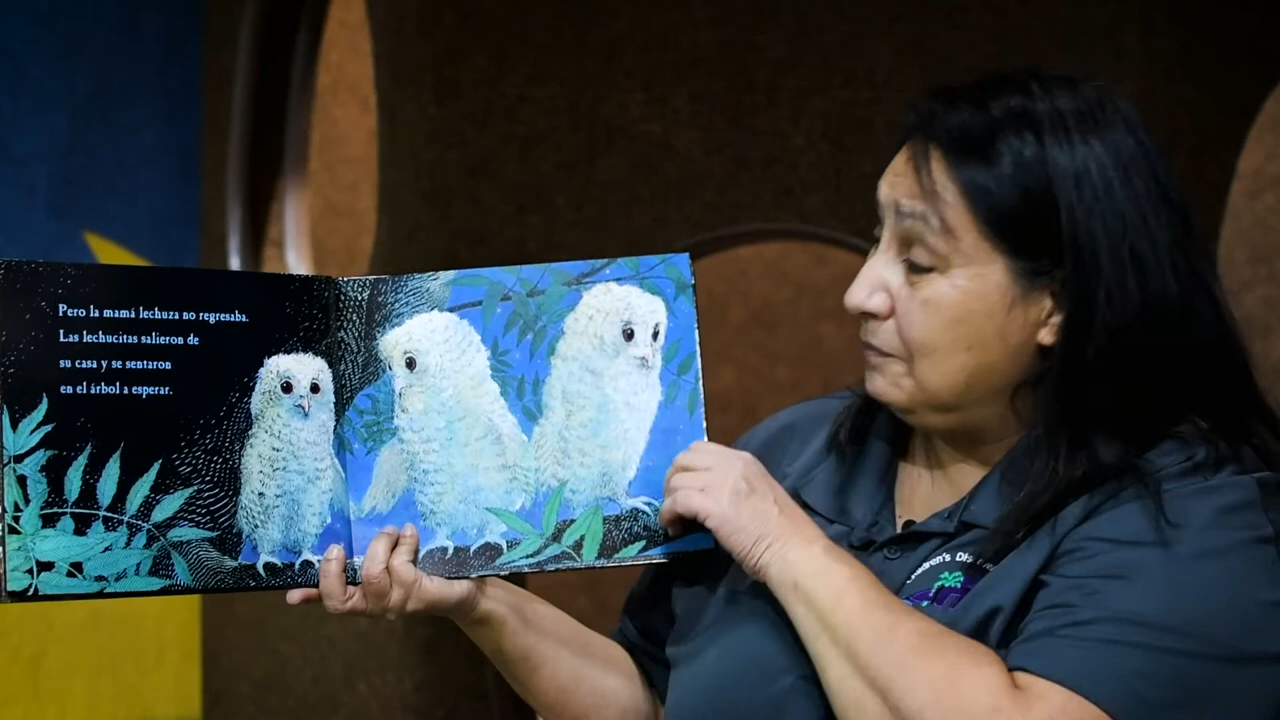 Pero la mamá lechuza no regresaba.
Las lechucitas salieron de
su casa y se sentaron
en el árbol a esperar.